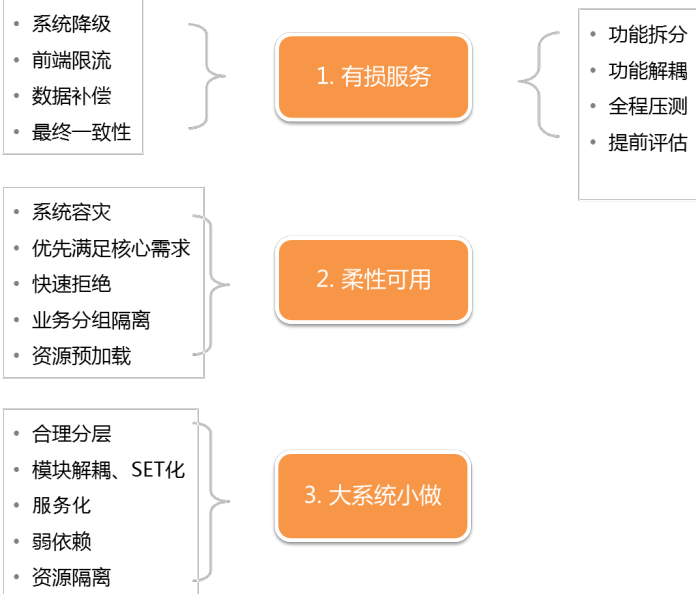 系统降级
前端限流
数据补偿
最终一致性
1. 有损服务
功能拆分
功能解耦
全程压测
提前评估
系统容灾
优先满足核心需求
快速拒绝
业务分组隔离
资源预加载
2. 柔性可用
合理分层
模块解耦、SET化
服务化
弱依赖
资源隔离
3. 大系统小做